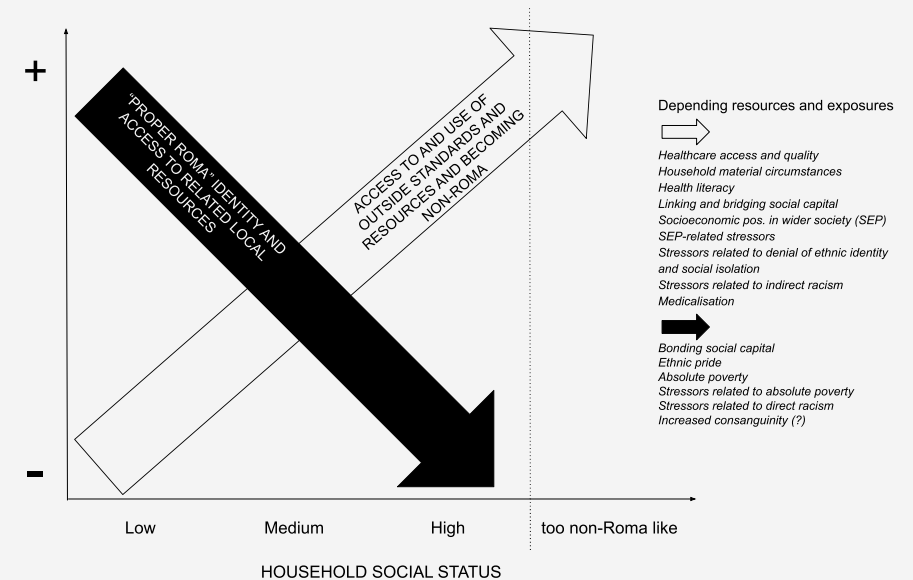 +
"PROPER ROMA" IDENTITY AND
ACCESS TO RELATED LOCAL
RESOURCES
ACCESS TO AND USE OF
OUTSIDE STANDARDS AND
RESOURCES AND BECOMING
NON-ROMA
-
Low
Medium
High
too non-Roma like
HOUSEHOLD SOCIAL STATUS
Depending resources and exposures
Healthcare access and quality
Household material circumstances
Health literacy
Linking and bridging social capital
Socioeconomic pos. in wider society (SEP)
SEP-related stressors
Stressors related to denial of ethnic identity
and social isolation
Stressors related to indirect racism
Medicalisation
Bonding social capital
Ethnic pride
Absolute poverty
Stressors related to absolute poverty
Stressors related to direct racism
Increased consanguinity (?)